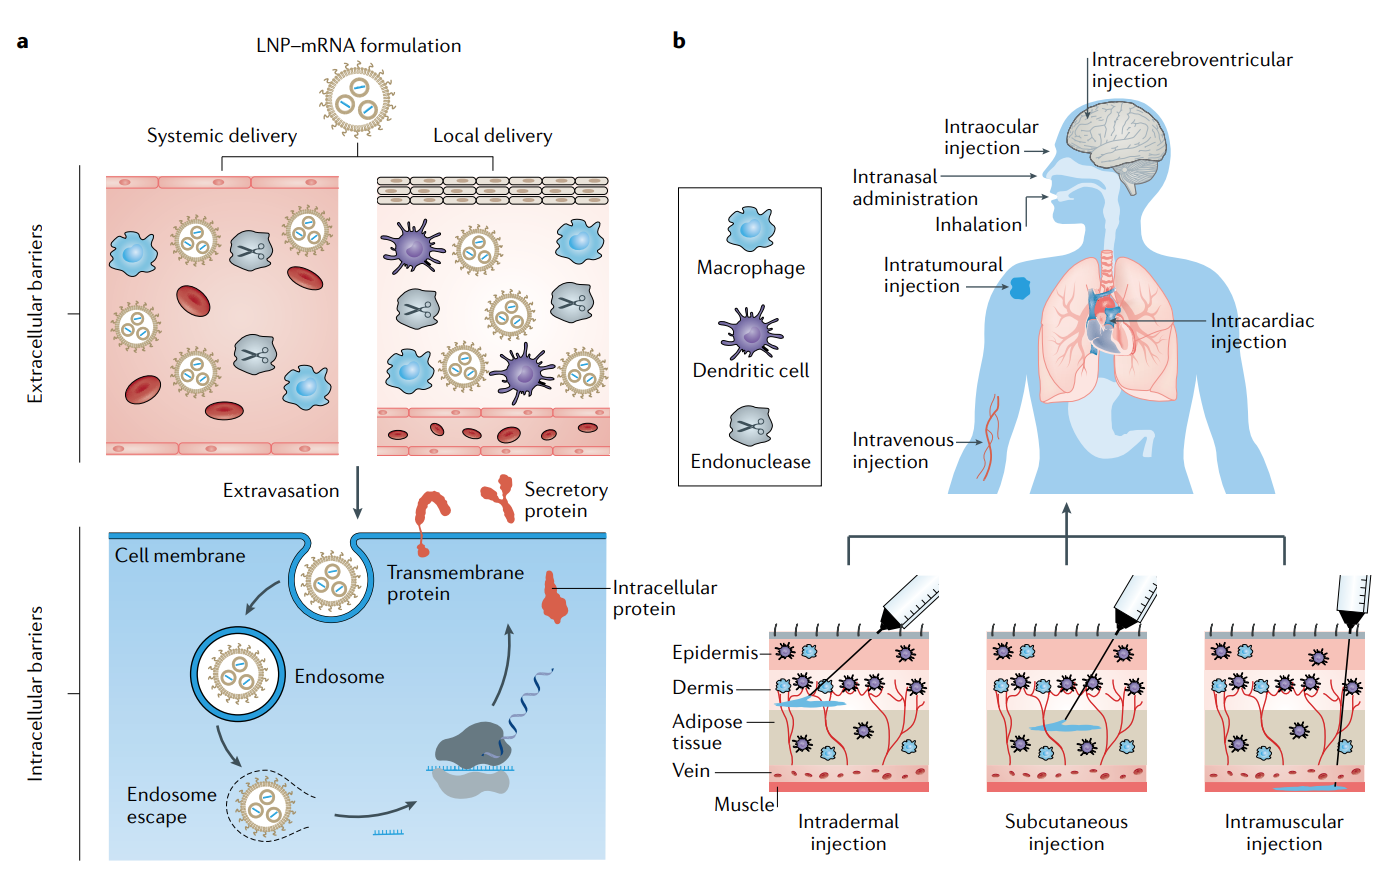 a
LNP–mRNA formulation
Systemic delivery
Local delivery
Extracellular barriers
Extravasation
Secretory
protein
Cell membrane
Transmembrane
protein
Intracellular
protein
Endosome
Endosome
escape
Intracellular barriers
b
Macrophage
Dendritic cell
Endonuclease
Intracerebroventricular
injection
Intraocular
injection
Intranasal
administration
Inhalation
Intratumoural
injection
Intracardiac
injection
Intravenous
injection
Epidermis
Dermis
Adipose
tissue
Vein
Muscle
Intradermal
injection
Subcutaneous
injection
Intramuscular
injection